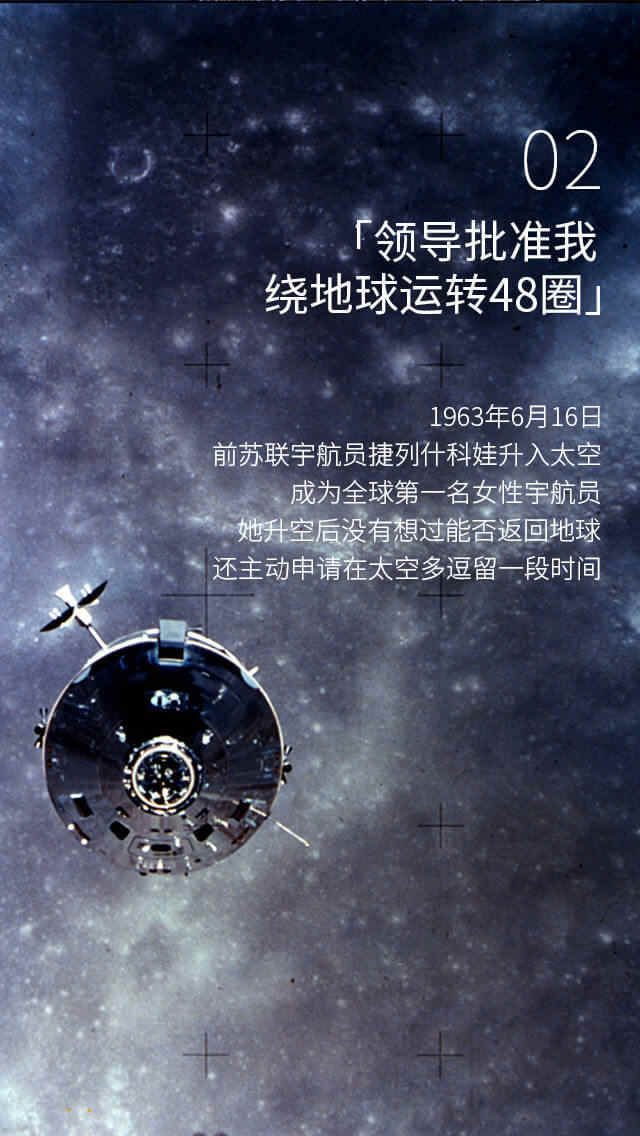 02
「领导批准我
绕地球运转48圈」
1963年6月16日
前苏联宇航员捷列什科娃升入太空
成为全球第一名女性宇航员
她升空后没有想过能否返回地球
还主动申请在太空多逗留一段时间